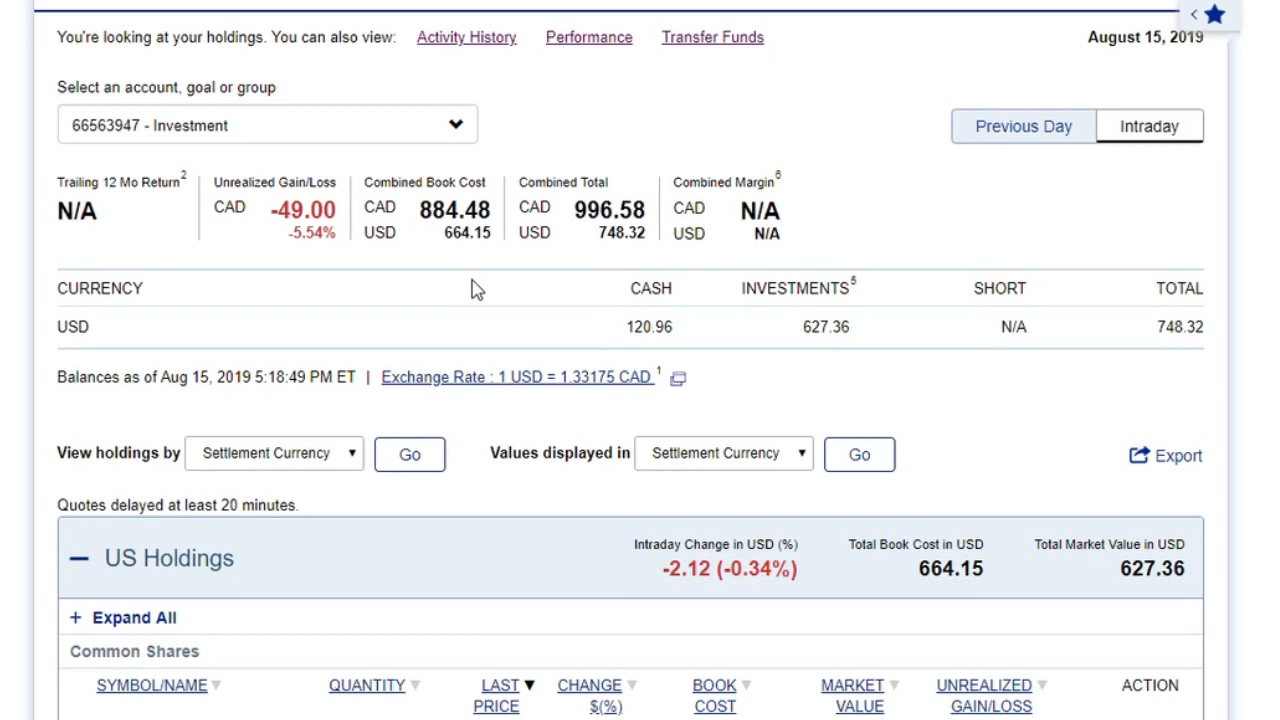 You're looking at your holdings. You can also view: Activity History Performance Transfer Funds August 15, 2019
Select an account, goal or group
66563947 - Investment
Previous Day Intraday
Trailing 12 Mo Return2 Unrealized Gain/Loss Combined Book Cost Combined Total Combined Margin6
N/A CAD -49.00 CAD 884.48 CAD 996.58 CAD N/A
-5.54% USD 664.15 USD 748.32 USD N/A
CURRENCY CASH INVESTMENTS5 SHORT TOTAL
USD 120.96 627.36 N/A 748.32
Balances as of Aug 15, 2019 5:18:49 PM ET | Exchange Rate : 1 USD = 1.33175 CAD 1
View holdings by Settlement Currency Go Values displayed in Settlement Currency Go Export
Quotes delayed at least 20 minutes.
Intraday Change in USD (%) Total Book Cost in USD Total Market Value in USD
US Holdings -2.12 (-0.34%) 664.15 627.36
+ Expand All
Common Shares
SYMBOL/NAME QUANTITY LAST CHANGE BOOK MARKET UNREALIZED ACTION
PRICE $(%) COST VALUE GAIN/LOSS